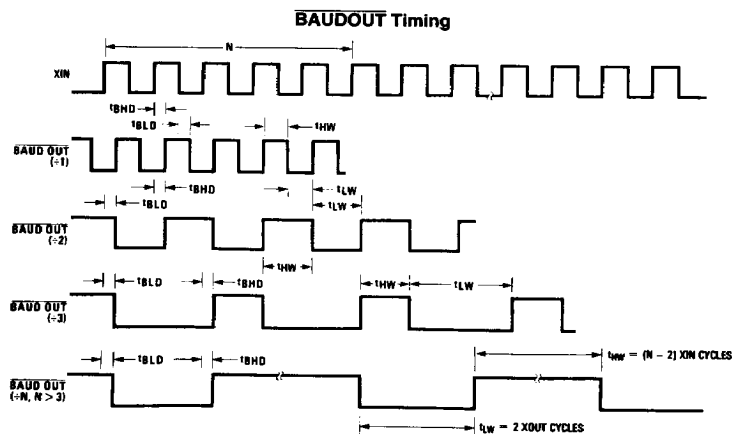 BAUDOUT Timing
N
XIN
tBHD
tBLD
tHW
BAUD OUT
(÷1)
tBHD
tLW
tBLD
tLW
BAUD OUT
(÷2)
tHW
tBLD
tBHD
tHW
tLW
BAUD OUT
(÷3)
tBLD
tBHD
tHW = (N − 2) XIN CYCLES
BAUD OUT
(÷N, N > 3)
tLW = 2 XOUT CYCLES